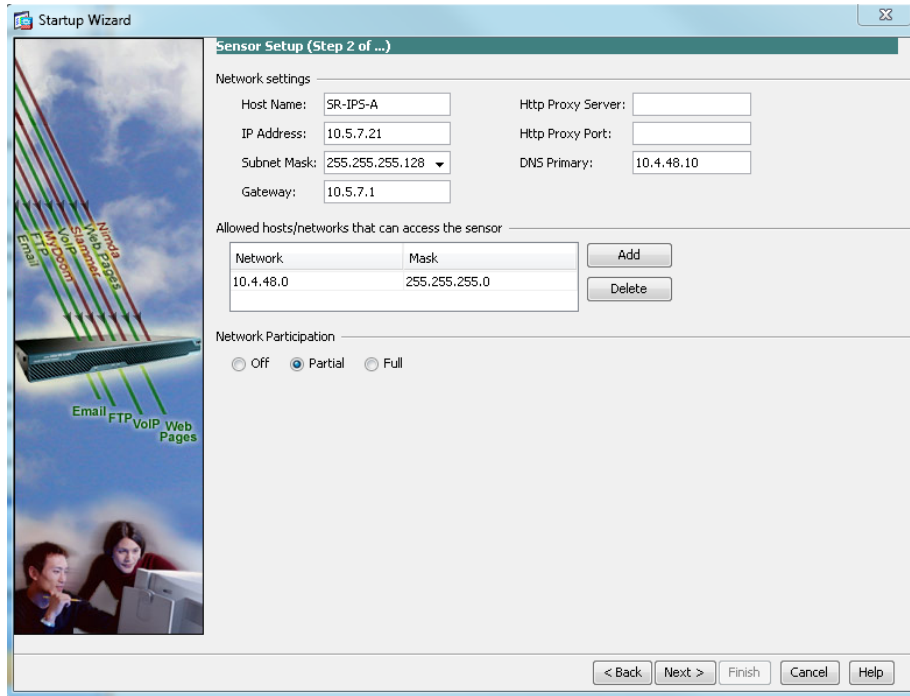 Startup Wizard
Sensor Setup (Step 2 of ...)
Network settings
Host Name: SR-IPS-A
IP Address: 10.5.7.21
Subnet Mask: 255.255.255.128
Gateway: 10.5.7.1
Http Proxy Server:
Http Proxy Port:
DNS Primary: 10.4.48.10
Allowed hosts/networks that can access the sensor
Network Mask
10.4.48.0 255.255.255.0
Add
Delete
Network Participation
Off Partial Full
Email
FTP
MyDoom
VoIP
Slammer
Web Pages
Nimda
Email
FTP
VoIP
Web
Pages
< Back Next > Finish Cancel Help